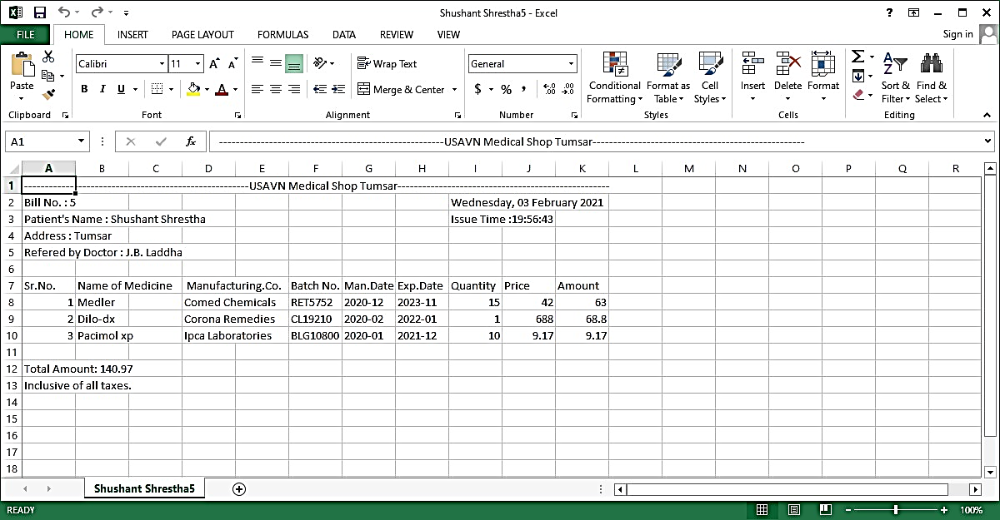 Shushant Shrestha5 - Excel
FILE HOME INSERT PAGE LAYOUT FORMULAS DATA REVIEW VIEW Sign in
Calibri 11 Wrap Text General
Paste B I U Merge & Center $ % , Conditional Formatting Format as Table Cell Styles Insert Delete Format Sort & Filter Find & Select
Clipboard Font Alignment Number Styles Cells Editing
A1 fx ------------------------------------------------------USAVN Medical Shop Tumsar---------------------------------------------------
A B C D E F G H I J K L M N O P Q R
1 ------------------------------------------------------USAVN Medical Shop Tumsar---------------------------------------------------
2 Bill No. : 5 Wednesday, 03 February 2021
3 Patient's Name : Shushant Shrestha Issue Time :19:56:43
4 Address : Tumsar
5 Refered by Doctor : J.B. Laddha
6
7 Sr.No. Name of Medicine Manufacturing.Co. Batch No. Man.Date Exp.Date Quantity Price Amount
8 1 Medler Comed Chemicals RET5752 2020-12 2023-11 15 42 63
9 2 Dilo-dx Corona Remedies CL19210 2020-02 2022-01 1 688 68.8
10 3 Pacimol xp Ipca Laboratories BLG10800 2020-01 2021-12 10 9.17 9.17
11
12 Total Amount: 140.97
13 Inclusive of all taxes.
14
15
16
17
18
Shushant Shrestha5
READY 100%